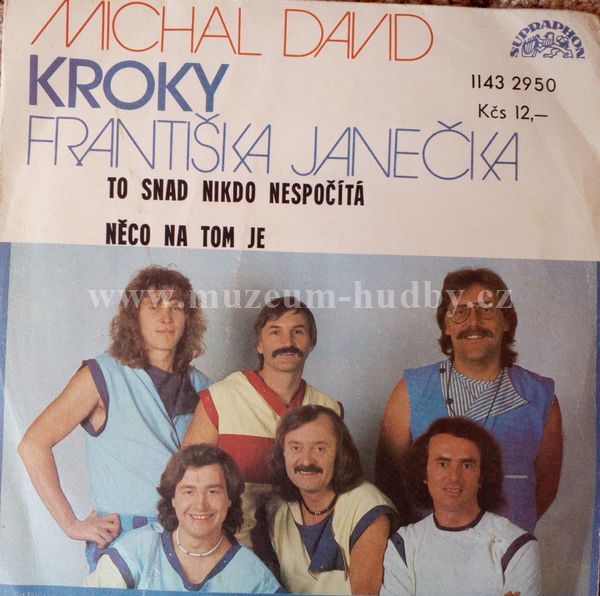 MICHAL DAVID
SUPRAPHON
KROKY
1143 2950
Kčs 12,—
FRANTIŠKA JANEČKA
TO SNAD NIKDO NESPOČÍTÁ
NĚCO NA TOM JE
www.muzeum-hudby.cz